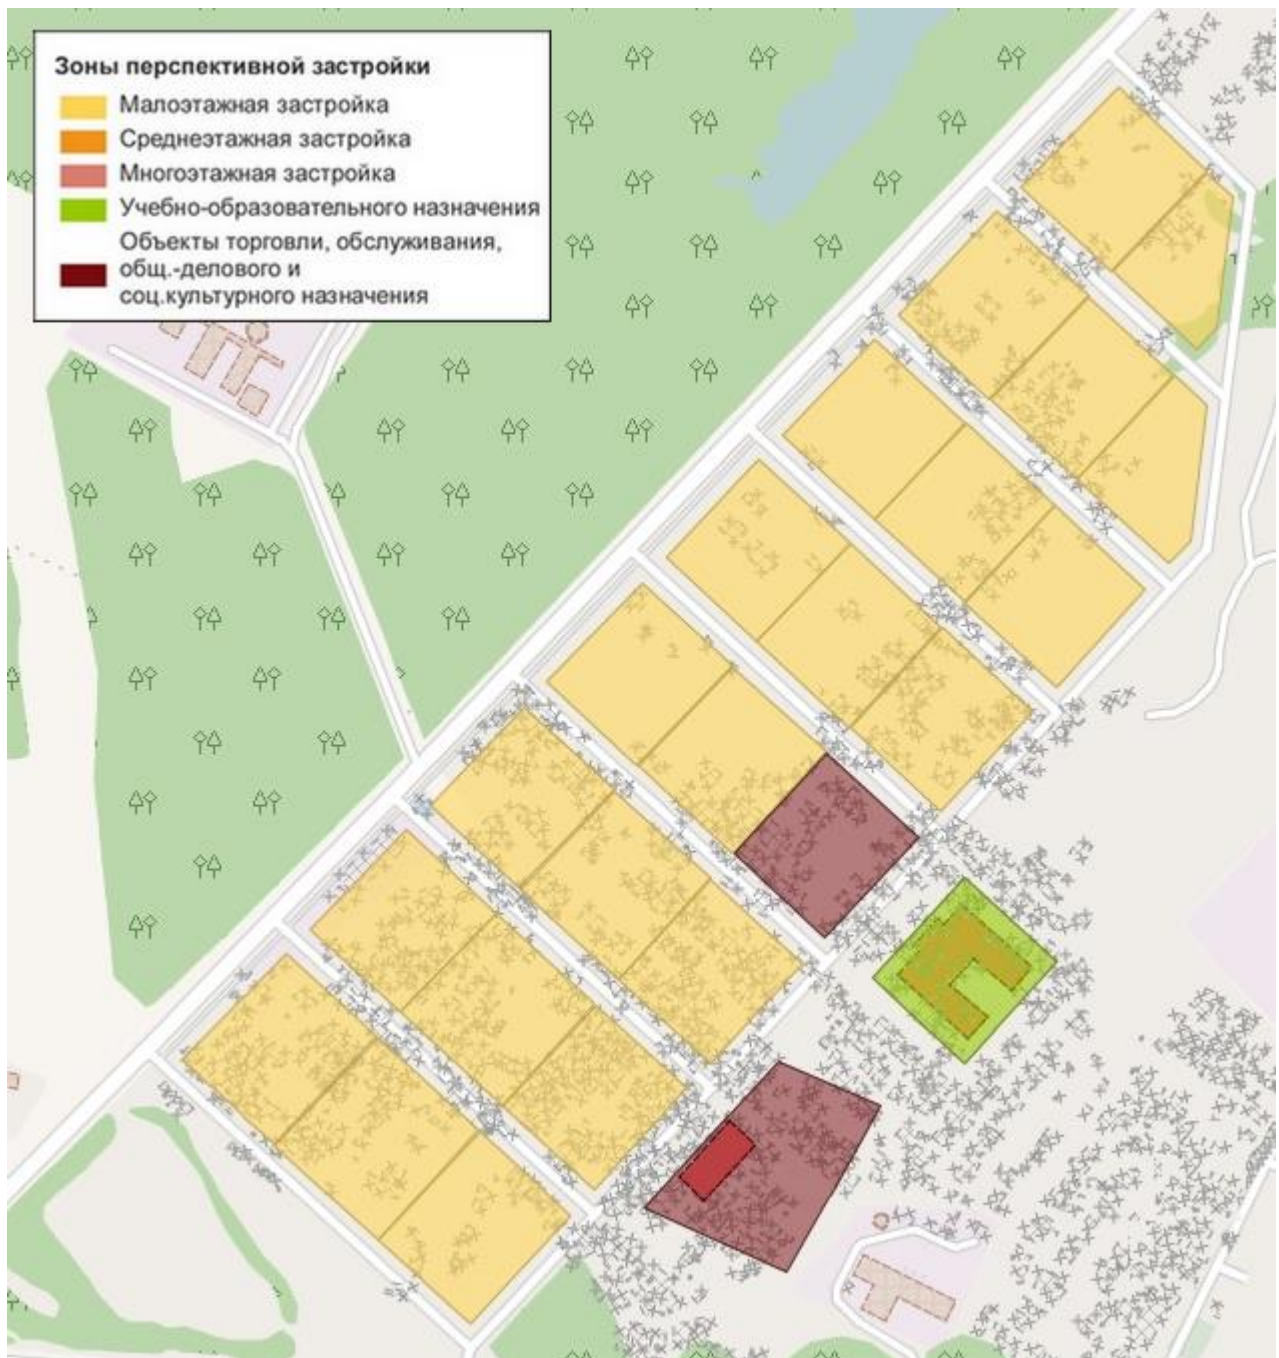 Зоны перспективной застройки
Малоэтажная застройка
Среднеэтажная застройка
Многоэтажная застройка
Учебно-образовательного назначения
Объекты торговли, обслуживания,
общ.-делового и
соц.культурного назначения